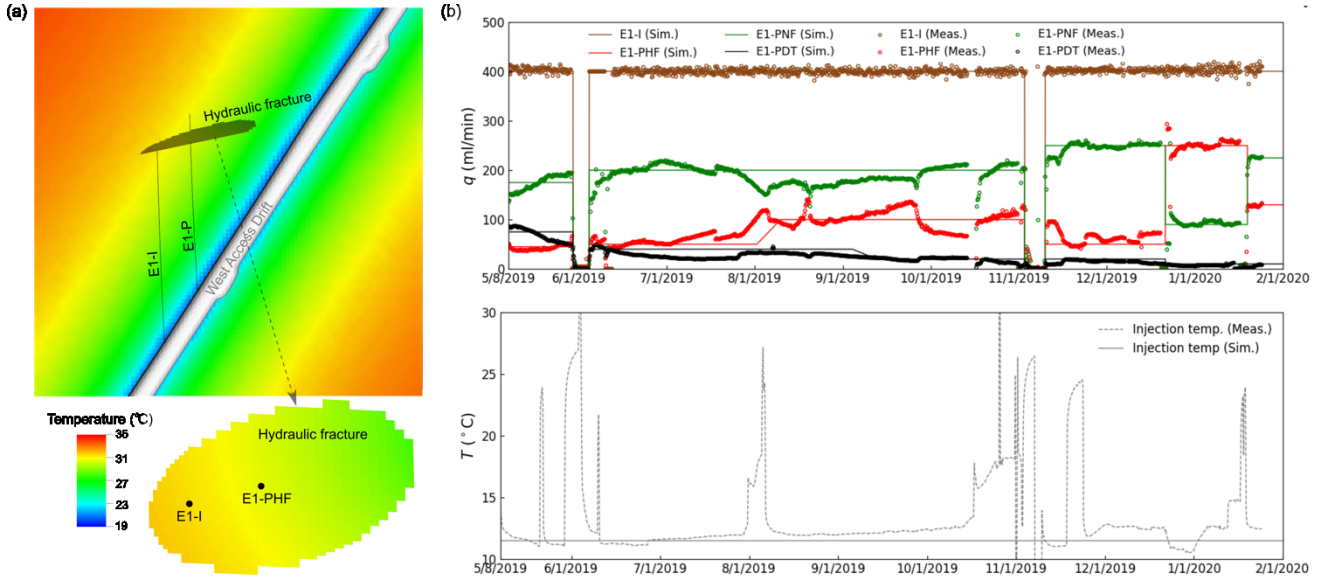 (a)
Hydraulic fracture
E1-I
E1-P
West Access Drift
Temperature (℃)
35
31
27
23
19
Hydraulic fracture
E1-I
E1-PHF
(b)
500
400
300
200
100
0
q (ml/min)
E1-I (Sim.)
E1-PHF (Sim.)
E1-PNF (Sim.)
E1-PDT (Sim.)
E1-I (Meas.)
E1-PHF (Meas.)
E1-PNF (Meas.)
E1-PDT (Meas.)
5/8/2019 6/1/2019 7/1/2019 8/1/2019 9/1/2019 10/1/2019 11/1/2019 12/1/2019 1/1/2020 2/1/2020
30
25
20
15
10
T (°C)
Injection temp. (Meas.)
Injection temp (Sim.)
5/8/2019 6/1/2019 7/1/2019 8/1/2019 9/1/2019 10/1/2019 11/1/2019 12/1/2019 1/1/2020 2/1/2020